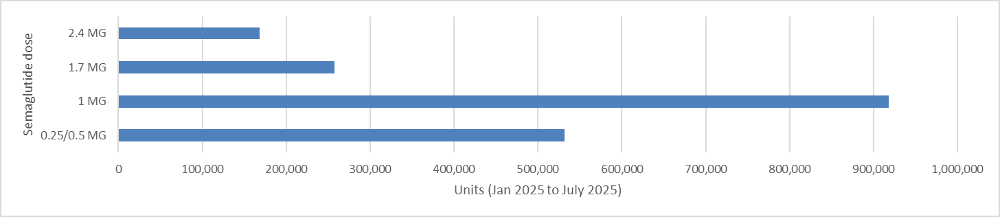 Semaglutide dose
2.4 MG
1.7 MG
1 MG
0.25/0.5 MG
0 100,000 200,000 300,000 400,000 500,000 600,000 700,000 800,000 900,000 1,000,000
Units (Jan 2025 to July 2025)